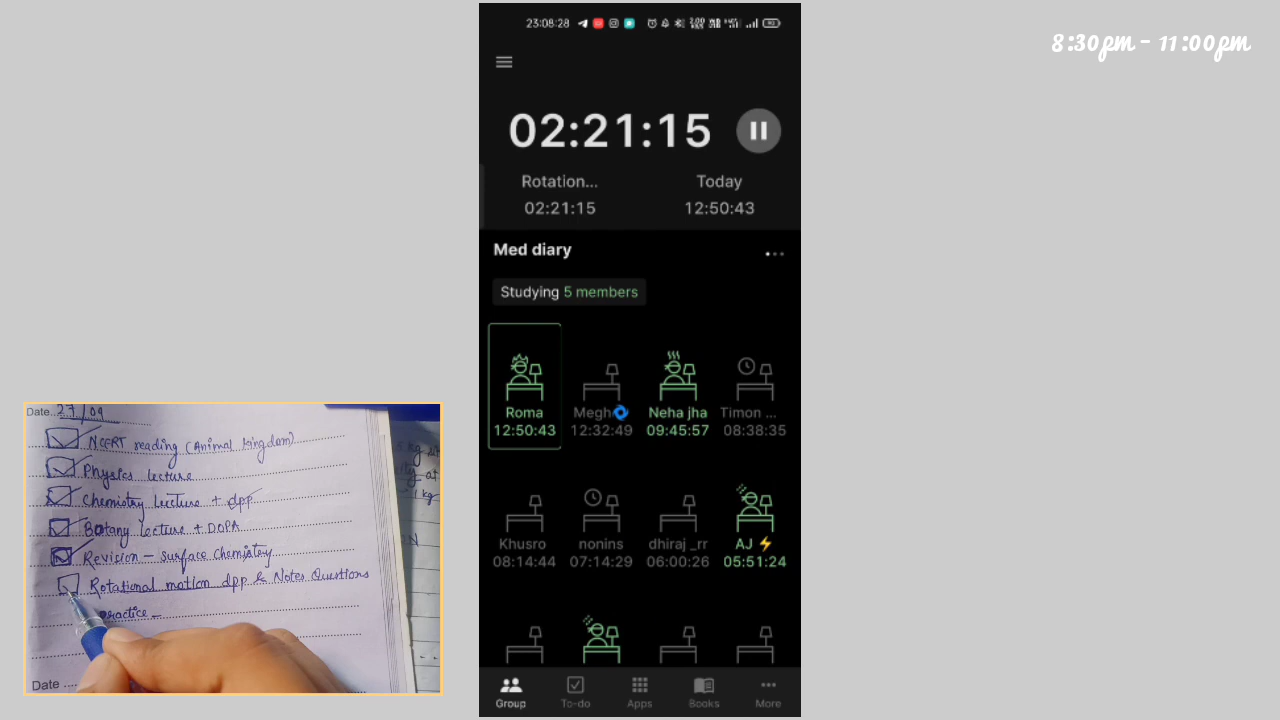 8:30pm - 11:00pm
23:08:28
02:21:15
Rotation... Today
02:21:15 12:50:43
Med diary
Studying 5 members
Roma Megh Neha jha Timon ...
12:50:43 12:32:49 09:45:57 08:38:35
Khusro nonins dhiraj _rr AJ
08:14:44 07:14:29 06:00:26 05:51:24
Group To-do Apps Books More
Date... 27/09
NCERT reading (Animal kingdom)
Physics lecture
Chemistry lecture + dpp
Botany lecture + DOPA
Revision - surface chemistry
Rotational motion dpp & Notes Questions
Practice -
Date ....